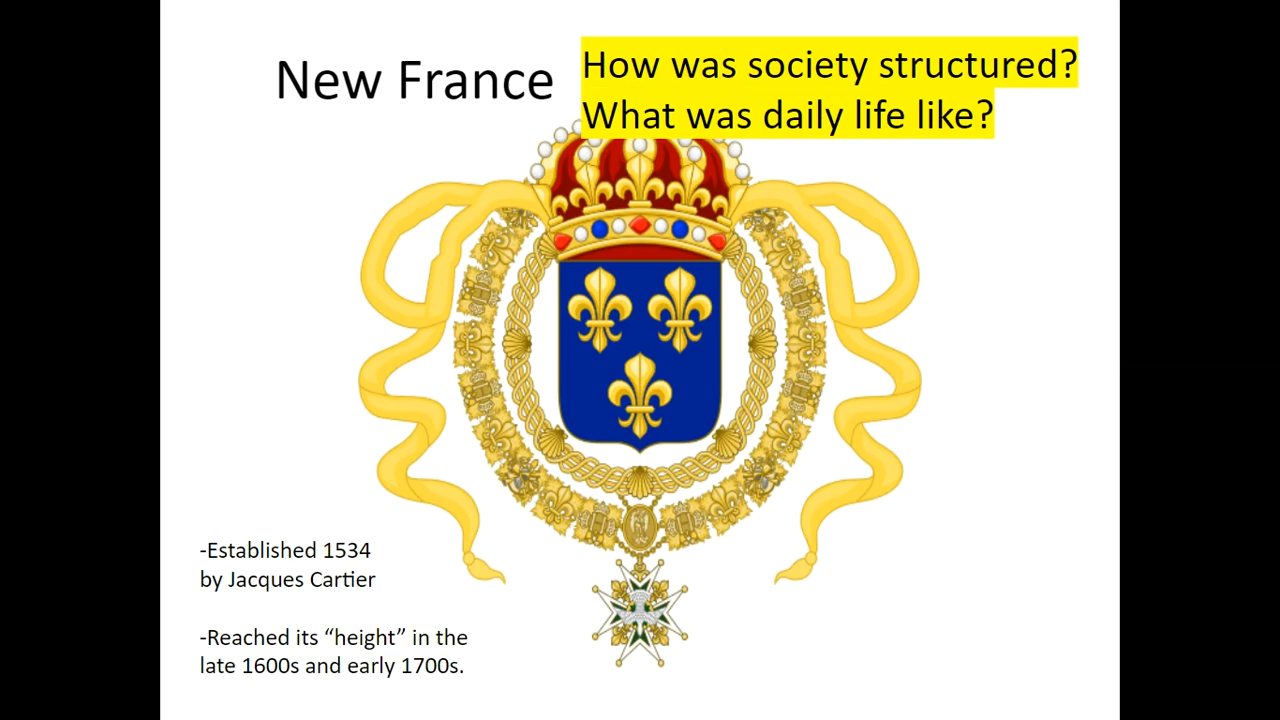 New France
How was society structured?
What was daily life like?
-Established 1534
by Jacques Cartier
-Reached its “height” in the
late 1600s and early 1700s.